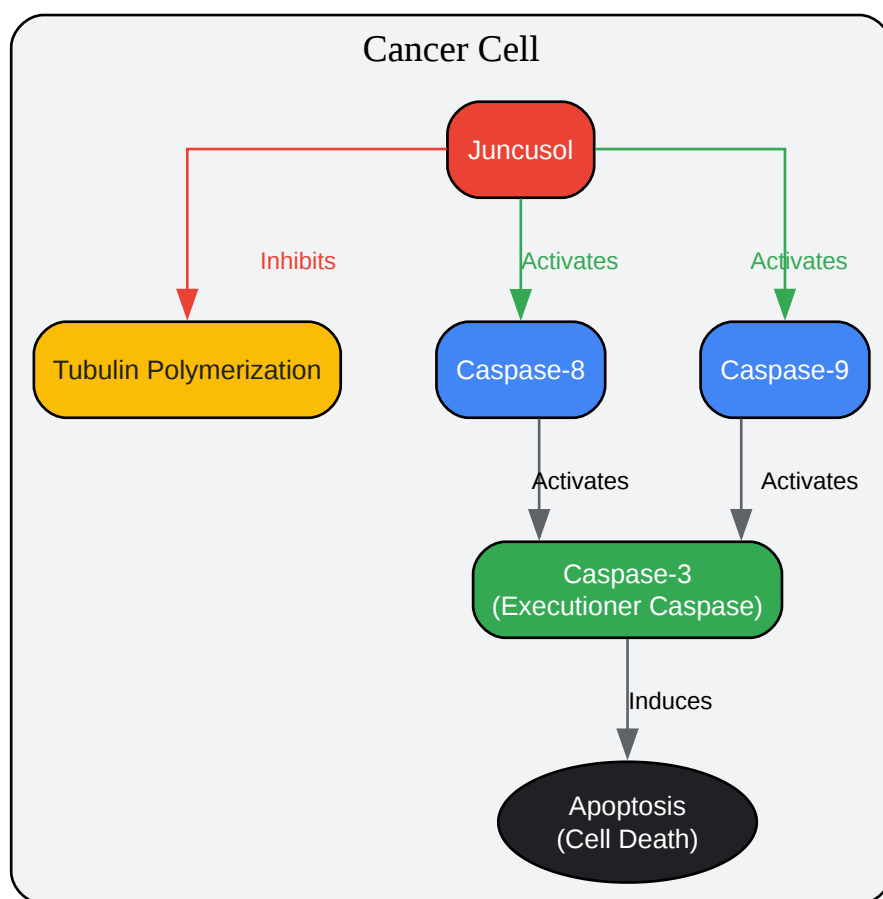 Cancer Cell
Juncusol
Inhibits
Activates
Activates
Tubulin Polymerization
Caspase-8
Caspase-9
Activates
Activates
Caspase-3
(Executioner Caspase)
Induces
Apoptosis
(Cell Death)